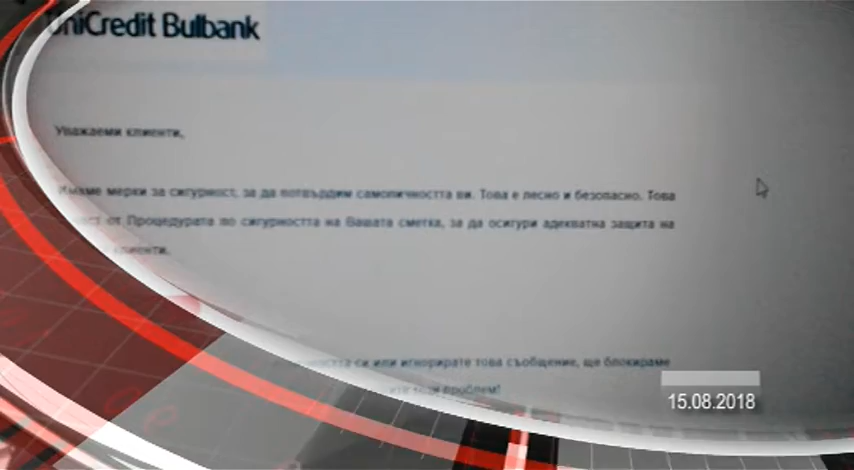 UniCredit Bulbank
Уважаеми клиенти,
Имаме мерки за сигурност, за да потвърдим самоличността ви. Това е лесно и безопасно. Това
от Процедурата по сигурността на Вашата сметка, за да осигури адекватна защита на
клиенти.
си или игнорирате това съобщение, ще блокираме
проблем!
15.08.2018